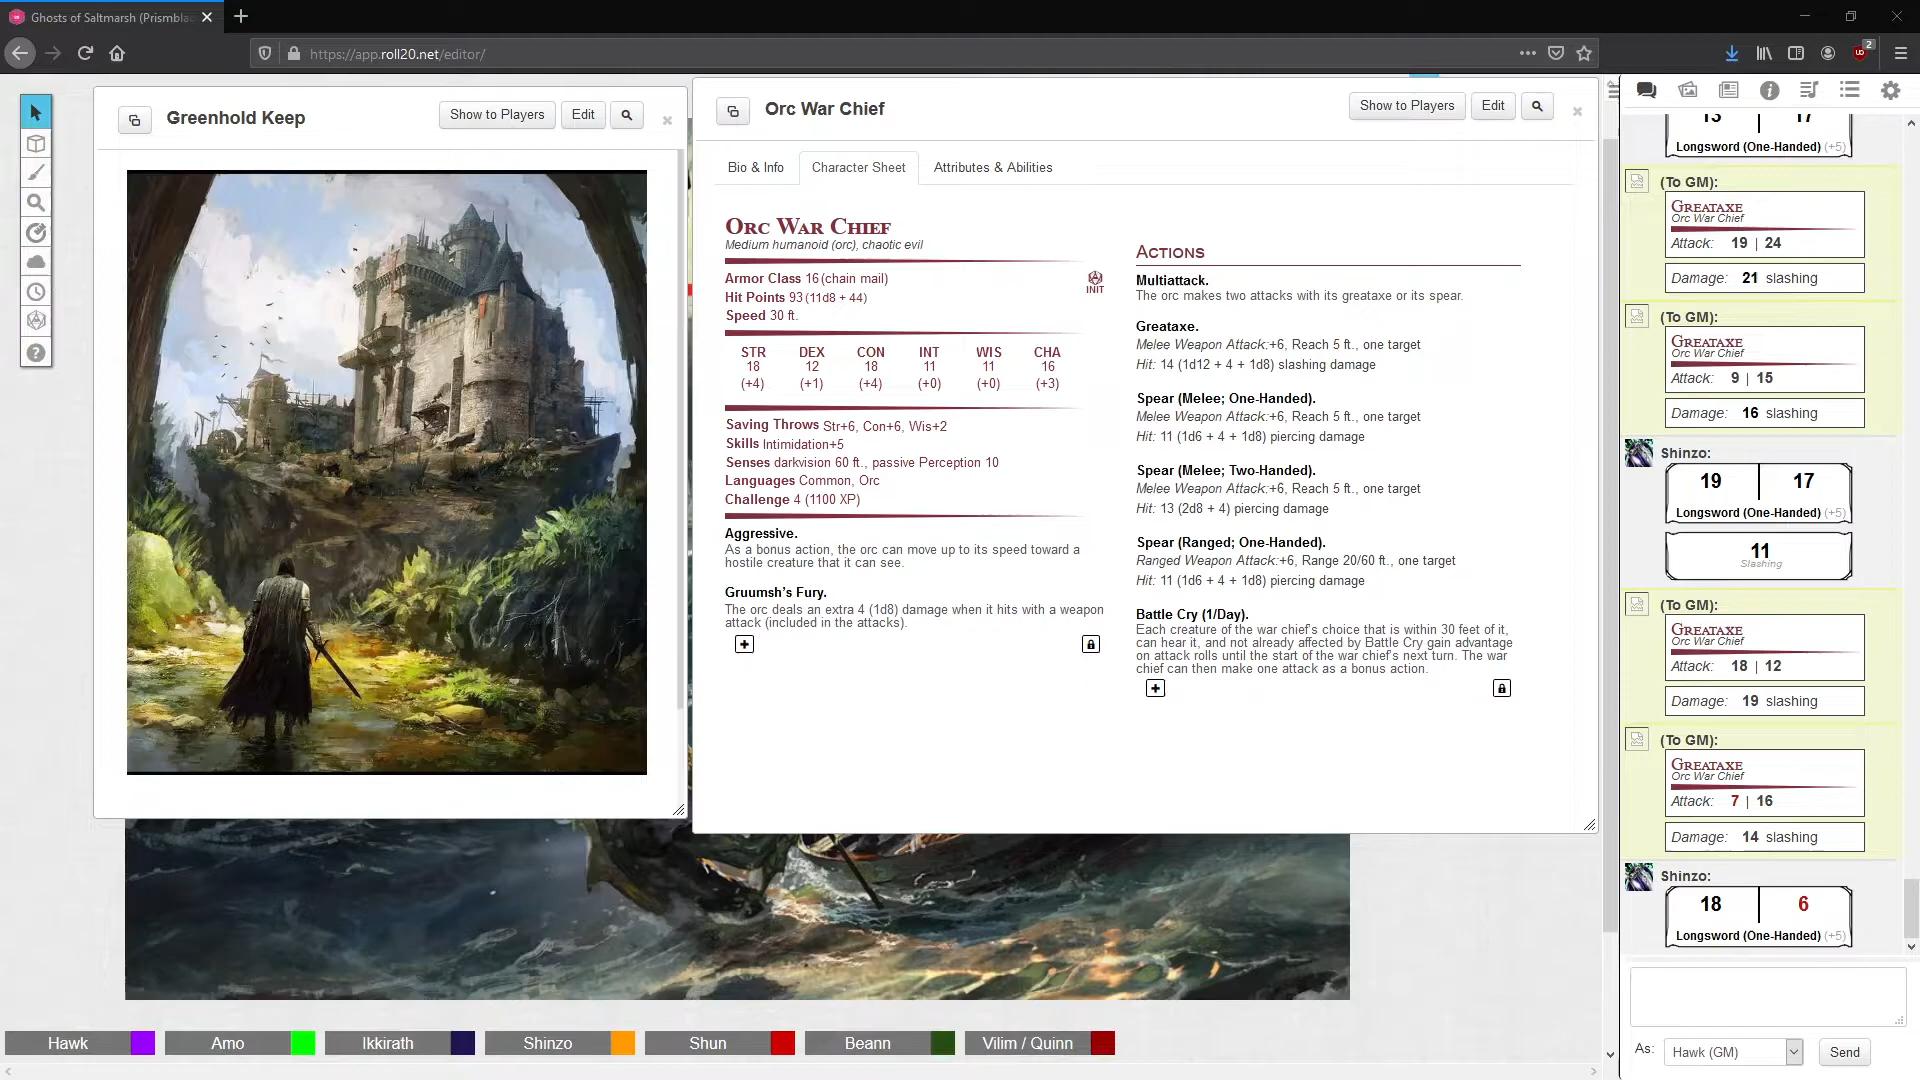 Ghosts of Saltmarsh (Prismbla
https://app.roll20.net/editor/
2
Greenhold Keep
Show to Players
Edit
Orc War Chief
Show to Players
Edit
Bio & Info
Character Sheet
Attributes & Abilities
Orc War Chief
Medium humanoid (orc), chaotic evil
Armor Class 16 (chain mail)
Hit Points 93 (11d8 + 44)
Speed 30 ft.
INIT
STR DEX CON INT WIS CHA
18 12 18 11 11 16
(+4) (+1) (+4) (+0) (+0) (+3)
Saving Throws Str+6, Con+6, Wis+2
Skills Intimidation+5
Senses darkvision 60 ft., passive Perception 10
Languages Common, Orc
Challenge 4 (1100 XP)
Aggressive.
As a bonus action, the orc can move up to its speed toward a
hostile creature that it can see.
Gruumsh's Fury.
The orc deals an extra 4 (1d8) damage when it hits with a weapon
attack (included in the attacks).
Actions
Multiattack.
The orc makes two attacks with its greataxe or its spear.
Greataxe.
Melee Weapon Attack:+6, Reach 5 ft., one target
Hit: 14 (1d12 + 4 + 1d8) slashing damage
Spear (Melee; One-Handed).
Melee Weapon Attack:+6, Reach 5 ft., one target
Hit: 11 (1d6 + 4 + 1d8) piercing damage
Spear (Melee; Two-Handed).
Melee Weapon Attack:+6, Reach 5 ft., one target
Hit: 13 (2d8 + 4) piercing damage
Spear (Ranged; One-Handed).
Ranged Weapon Attack:+6, Range 20/60 ft., one target
Hit: 11 (1d6 + 4 + 1d8) piercing damage
Battle Cry (1/Day).
Each creature of the war chief's choice that is within 30 feet of it,
can hear it, and not already affected by Battle Cry gain advantage
on attack rolls until the start of the war chief's next turn. The war
chief can then make one attack as a bonus action.
13 17
Longsword (One-Handed) (+5)
(To GM):
Greataxe
Orc War Chief
Attack: 19 | 24
Damage: 21 slashing
(To GM):
Greataxe
Orc War Chief
Attack: 9 | 15
Damage: 16 slashing
Shinzo:
19 17
Longsword (One-Handed) (+5)
11
Slashing
(To GM):
Greataxe
Orc War Chief
Attack: 18 | 12
Damage: 19 slashing
(To GM):
Greataxe
Orc War Chief
Attack: 7 | 16
Damage: 14 slashing
Shinzo:
18 6
Longsword (One-Handed) (+5)
As: Hawk (GM) Send
Hawk
Amo
Ikkirath
Shinzo
Shun
Beann
Vilim / Quinn